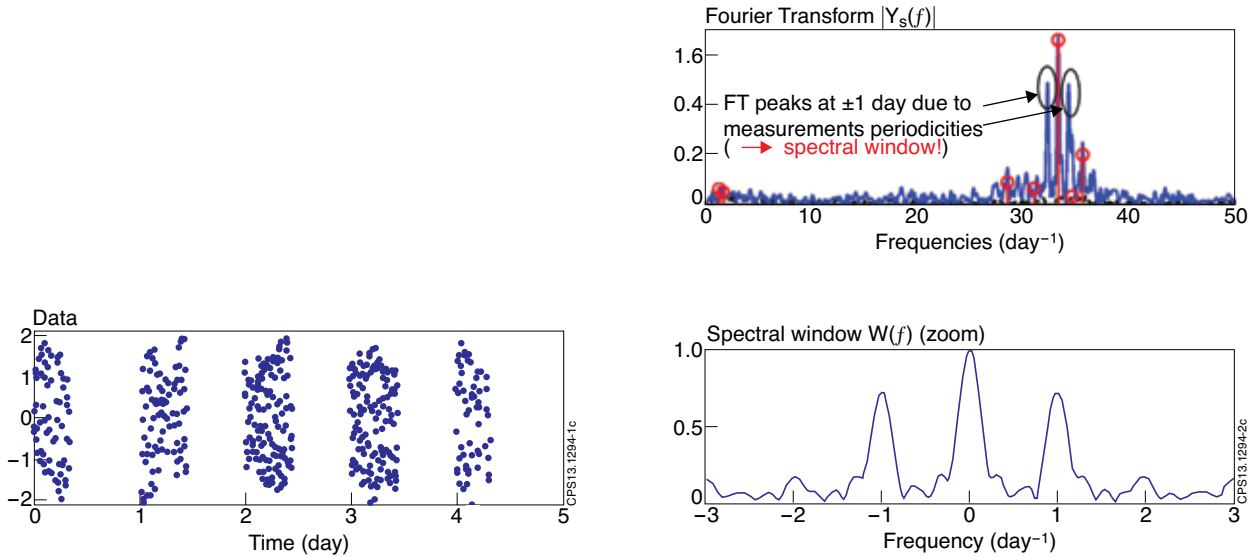 Fourier Transform |Yₛ(f)|
1.6
0.4
0.2
0
FT peaks at ±1 day due to
measurements periodicities
( → spectral window!)
0 10 20 30 40 50
Frequencies (day⁻¹)
Data
2
1
0
−1
−2
0 1 2 3 4 5
Time (day)
CPS13.1294-1c
Spectral window W(f) (zoom)
1.0
0.5
0
−3 −2 −1 0 1 2 3
Frequency (day⁻¹)
CPS13.1294-2c